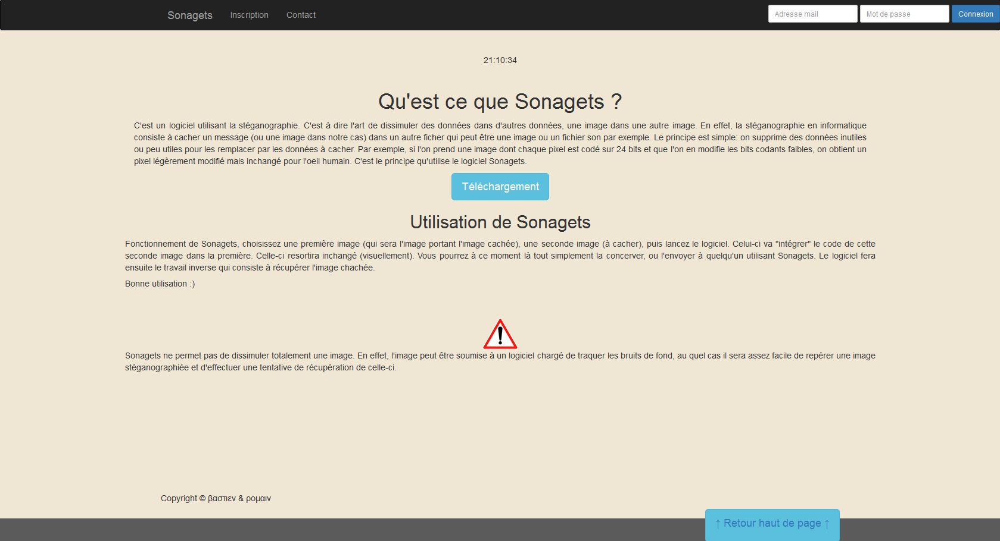 Sonagets Inscription Contact Adresse mail Mot de passe Connexion
21:10:34
Qu'est ce que Sonagets ?
C'est un logiciel utilisant la stéganographie. C'est à dire l'art de dissimuler des données dans d'autres données, une image dans une autre image. En effet, la stéganographie en informatique
consiste à cacher un message (ou une image dans notre cas) dans un autre ficher qui peut être une image ou un fichier son par exemple. Le principe est simple: on supprime des données inutiles
ou peu utiles pour les remplacer par les données à cacher. Par exemple, si l'on prend une image dont chaque pixel est codé sur 24 bits et que l'on en modifie les bits codants faibles, on obtient un
pixel légèrement modifié mais inchangé pour l'oeil humain. C'est le principe qu'utilise le logiciel Sonagets.
Téléchargement
Utilisation de Sonagets
Fonctionnement de Sonagets, choisissez une première image (qui sera l'image portant l'image cachée), une seconde image (à cacher), puis lancez le logiciel. Celui-ci va "intégrer" le code de cette
seconde image dans la première. Celle-ci resortira inchangé (visuellement). Vous pourrez à ce moment là tout simplement la concerver, ou l'envoyer à quelqu'un utilisant Sonagets. Le logiciel fera
ensuite le travail inverse qui consiste à récupérer l'image chachée.
Bonne utilisation :)
!
Sonagets ne permet pas de dissimuler totalement une image. En effet, l'image peut être soumise à un logiciel chargé de traquer les bruits de fond, au quel cas il sera assez facile de repérer une image
stéganographiée et d'effectuer une tentative de récupération de celle-ci.
Copyright © βαστιεν & ρομαιν
↑ Retour haut de page ↑